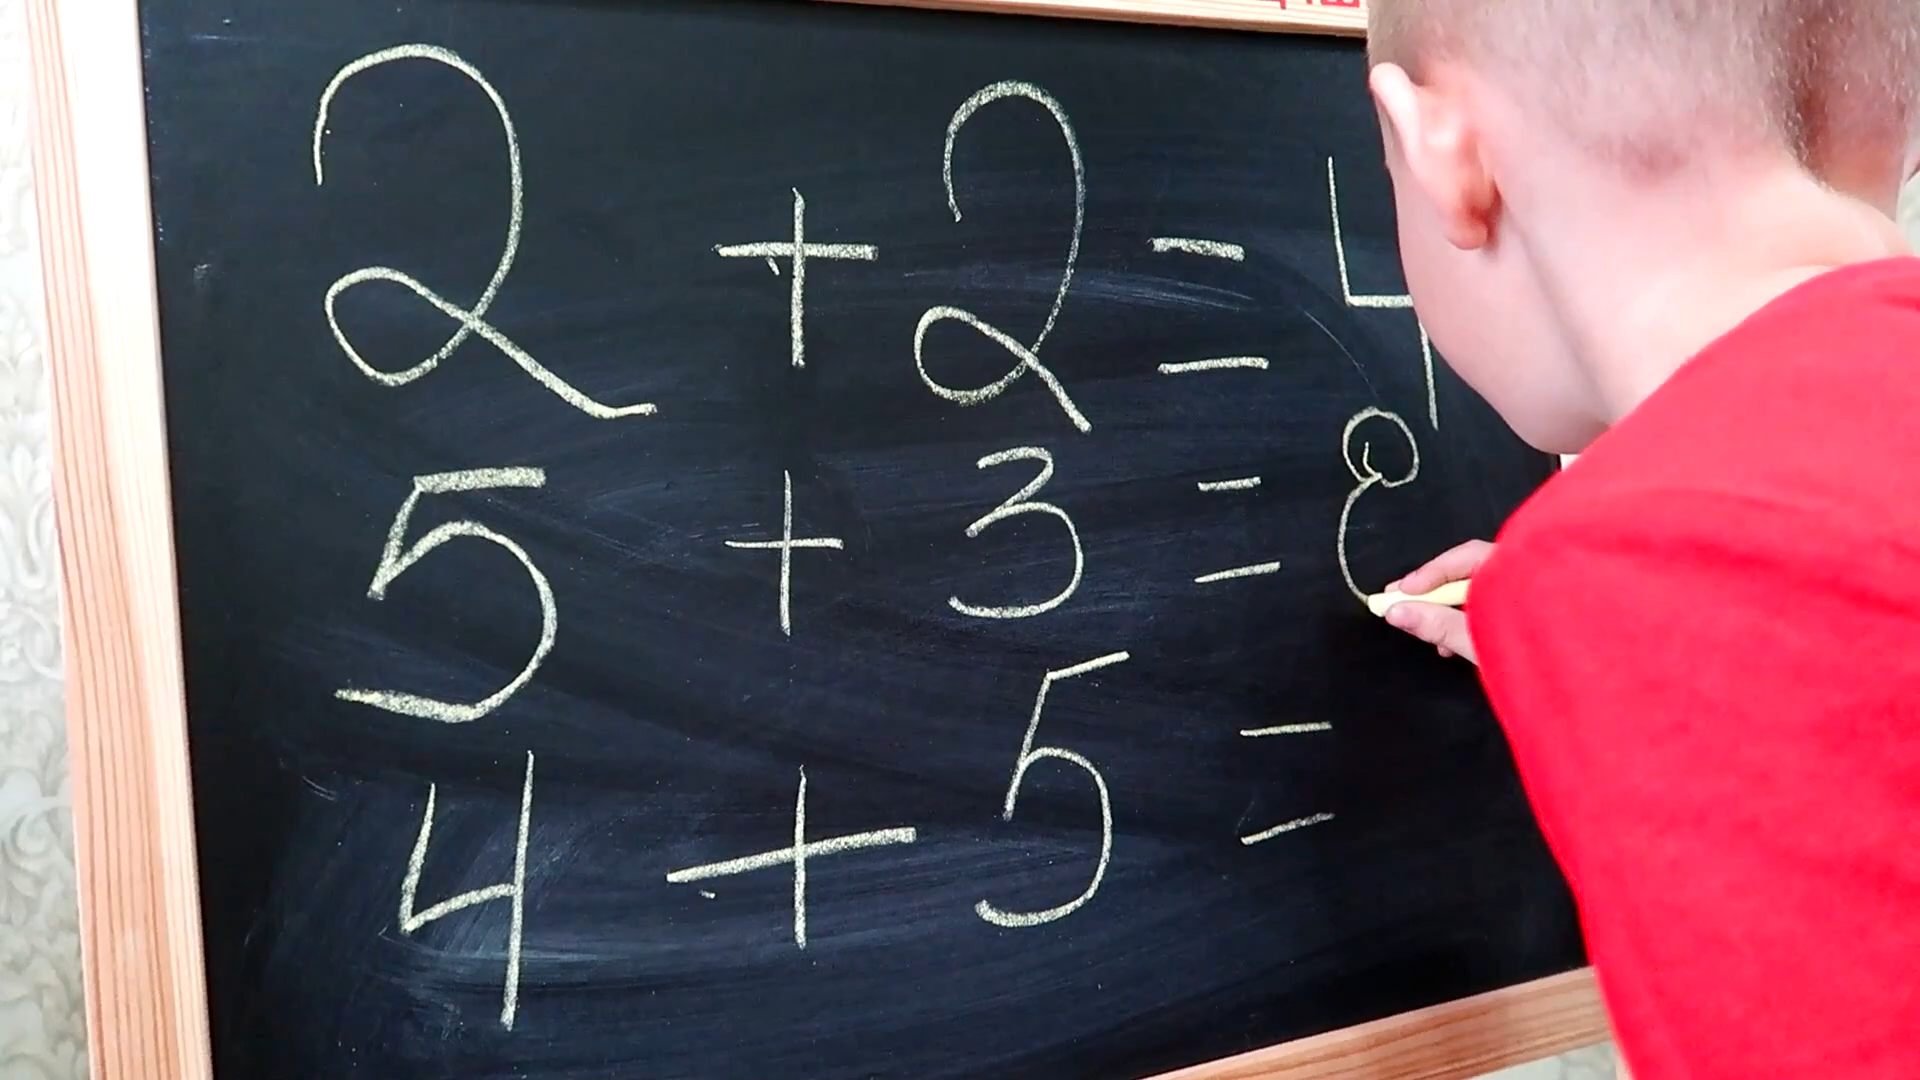 2 + 2 = 4
5 + 3 = 8
4 + 5 =